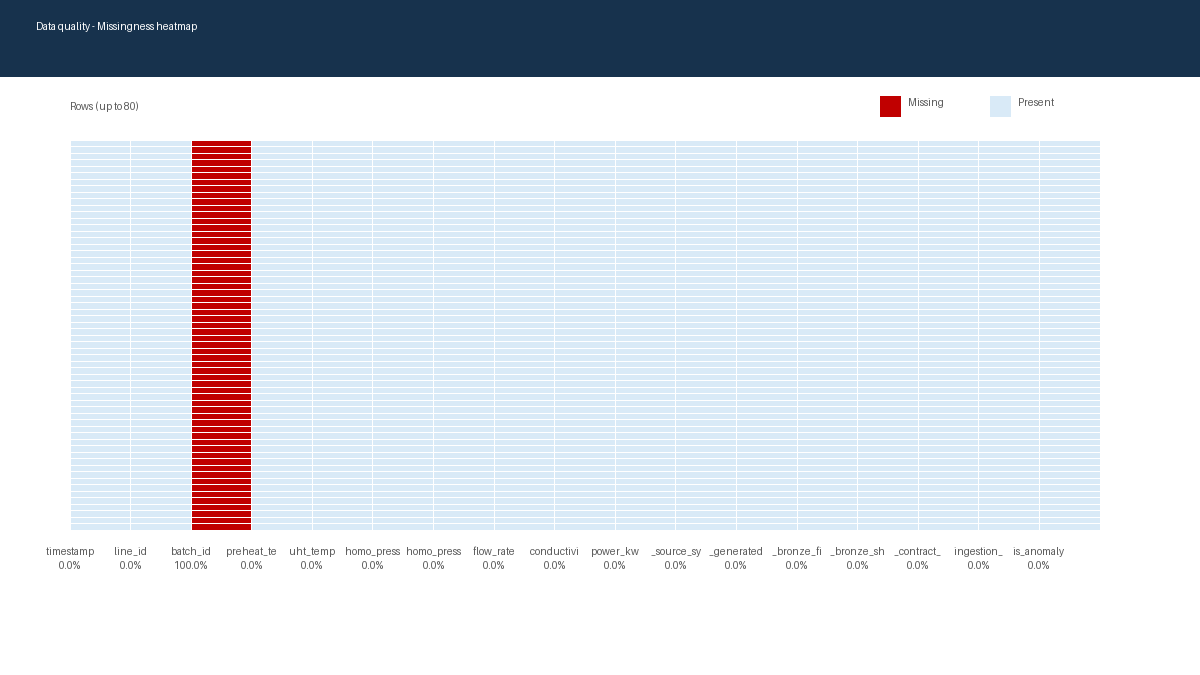 Data quality - Missingness heatmap
Rows (up to 80)
Missing
Present
timestamp line_id batch_id preheat_te uht_temp homo_press homo_press flow_rate conductivi power_kw _source_sy _generated _bronze_fi _bronze_sh _contract_ ingestion_ is_anomaly
0.0% 0.0% 100.0% 0.0% 0.0% 0.0% 0.0% 0.0% 0.0% 0.0% 0.0% 0.0% 0.0% 0.0% 0.0% 0.0% 0.0%